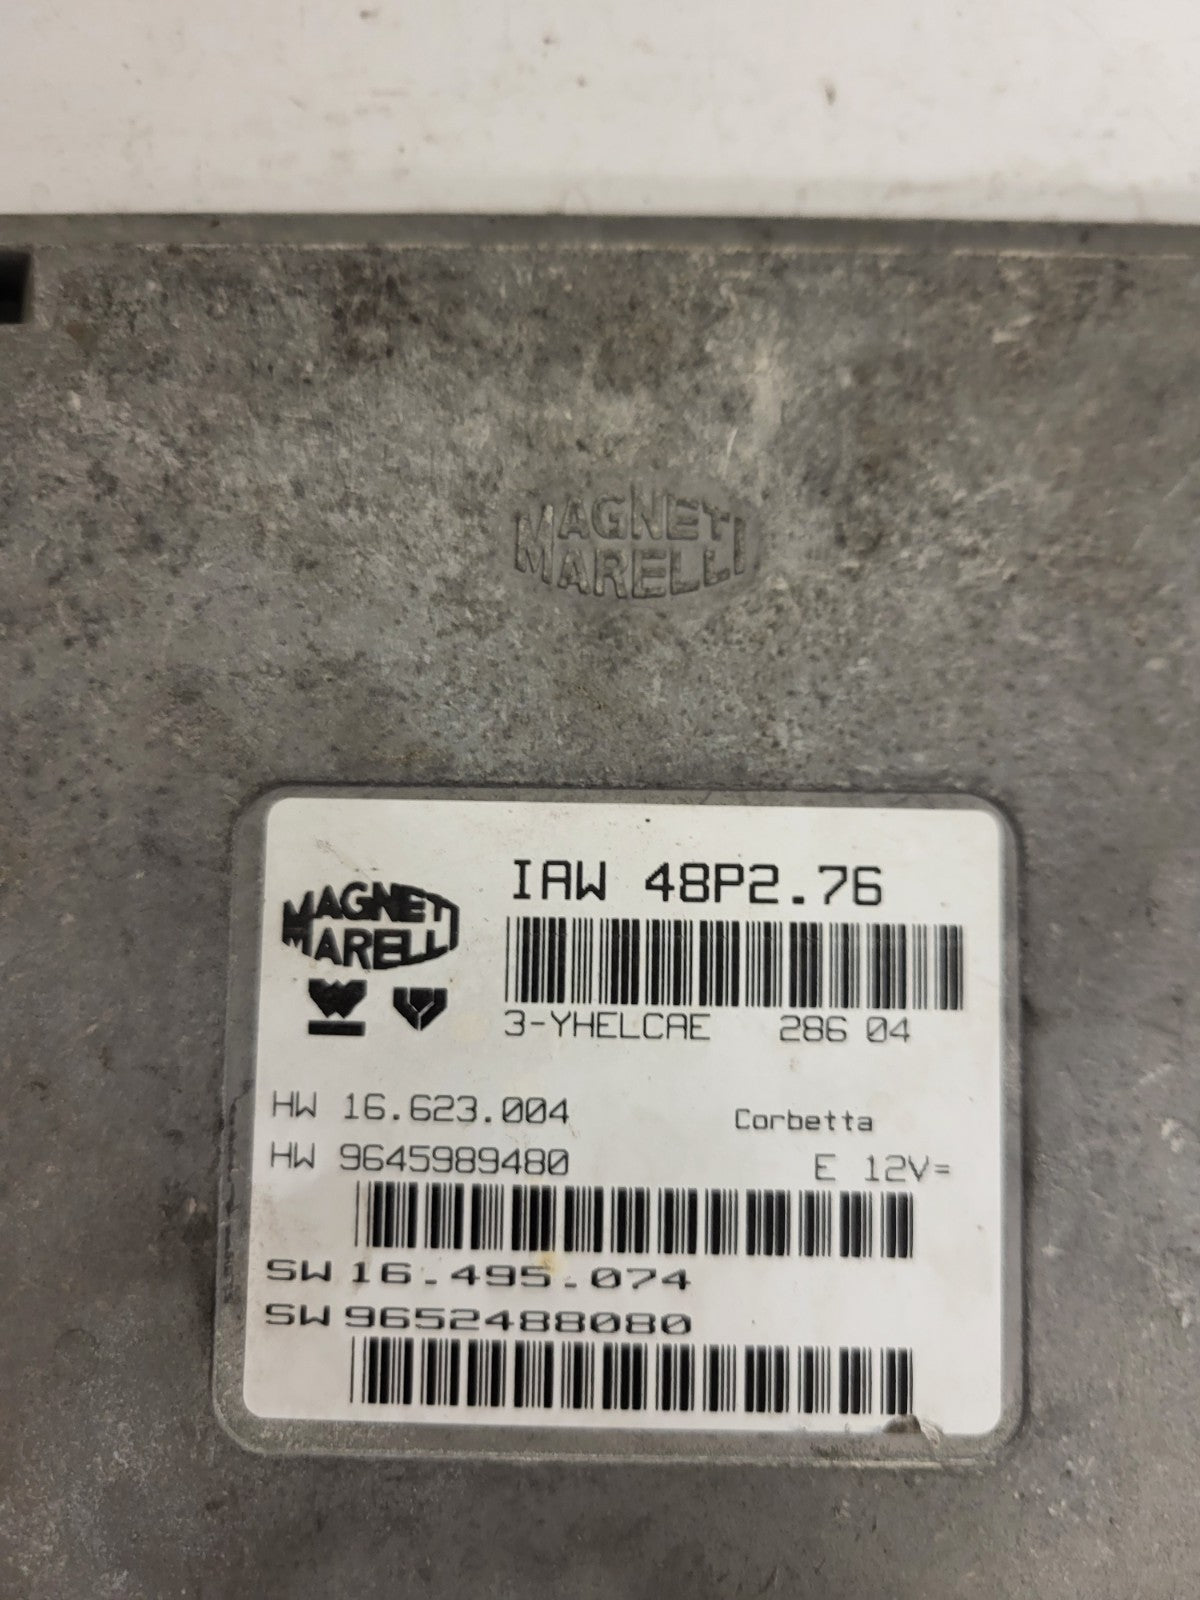 MAGNETI
MARELLI
MAGNETI
MARELLI
IAW 48P2.76
3-YHELCAE 286 04
HW 16.623.004
Corbetta
HW 9645989480
E 12V=
SW 16.495.074
SW 9652488080